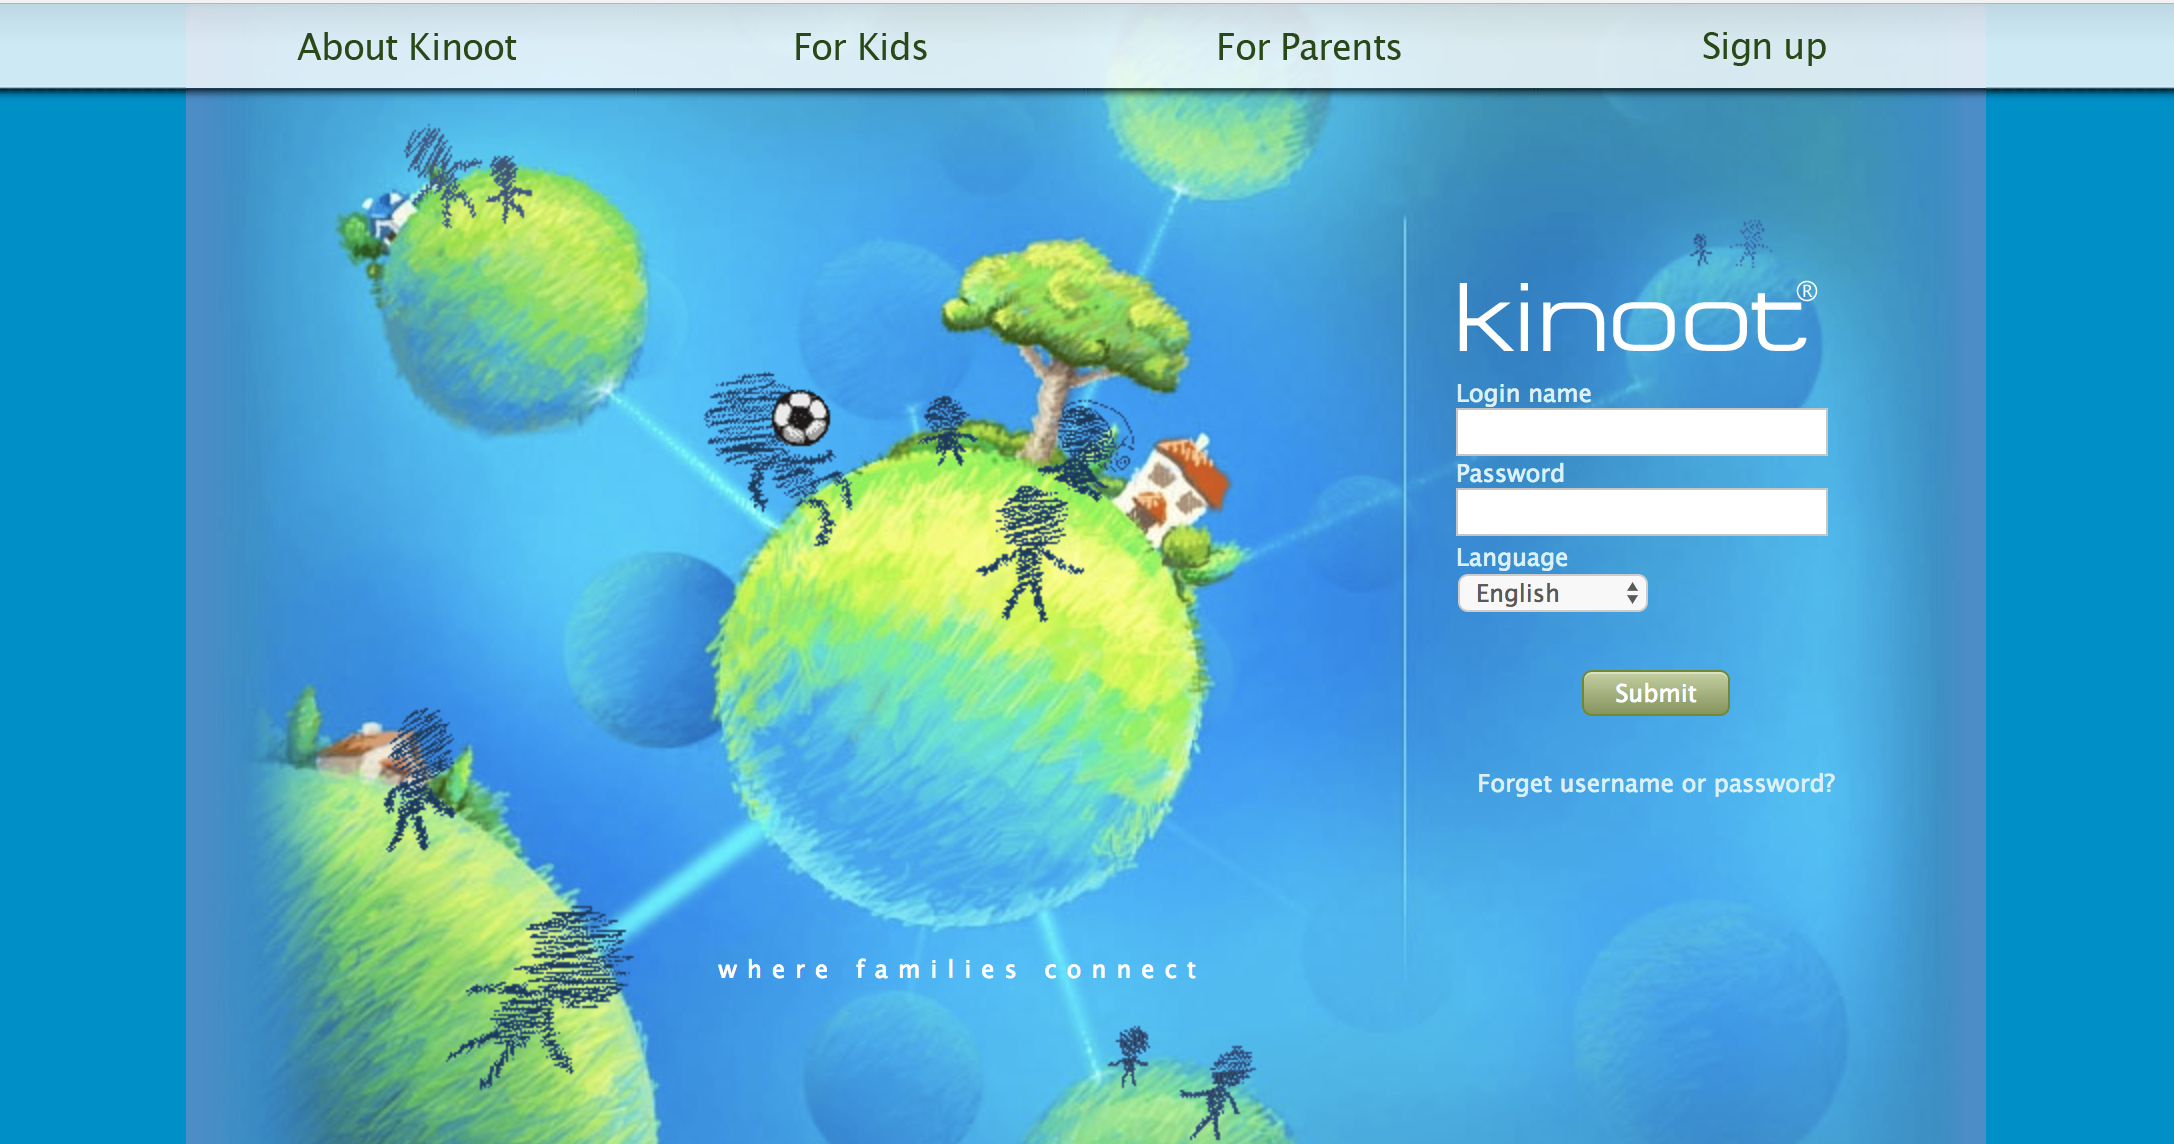 About Kinoot
For Kids
For Parents
Sign up
kinoot®
Login name
Password
Language
English
Submit
Forget username or password?
where families connect